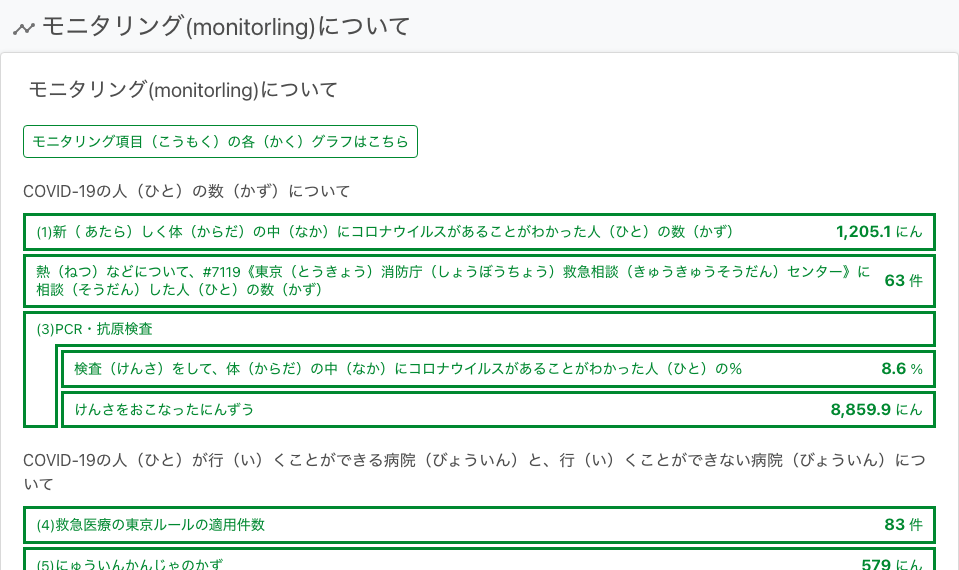 モニタリング(monitorling)について
モニタリング(monitorling)について
モニタリング項目（こうもく）の各（かく）グラフはこちら
COVID-19の人（ひと）の数（かず）について
(1)新（ あたら）しく体（からだ）の中（なか）にコロナウイルスがあることがわかった人（ひと）の数（かず） 1,205.1 にん
熱（ねつ）などについて、#7119《東京（とうきょう）消防庁（しょうぼうちょう）救急相談（きゅうきゅうそうだん）センター》に
相談（そうだん）した人（ひと）の数（かず） 63 件
(3)PCR・抗原検査
検査（けんさ）をして、体（からだ）の中（なか）にコロナウイルスがあることがわかった人（ひと）の% 8.6 %
けんさをおこなったにんずう 8,859.9 にん
COVID-19の人（ひと）が行（い）くことができる病院（びょういん）と、行（い）くことができない病院（びょういん）につ
いて
(4)救急医療の東京ルールの適用件数 83 件
(5)にゅういんかんじゃのかず 579 にん